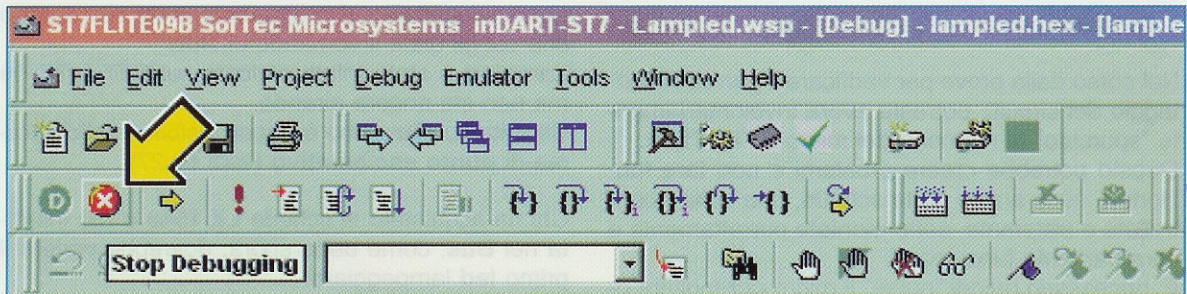 ST7FLITE09B SofTec Microsystems inDART-ST7 - Lampled.wsp - [Debug] - lampled.hex - [lample
File Edit View Project Debug Emulator Tools Window Help
D
Stop Debugging